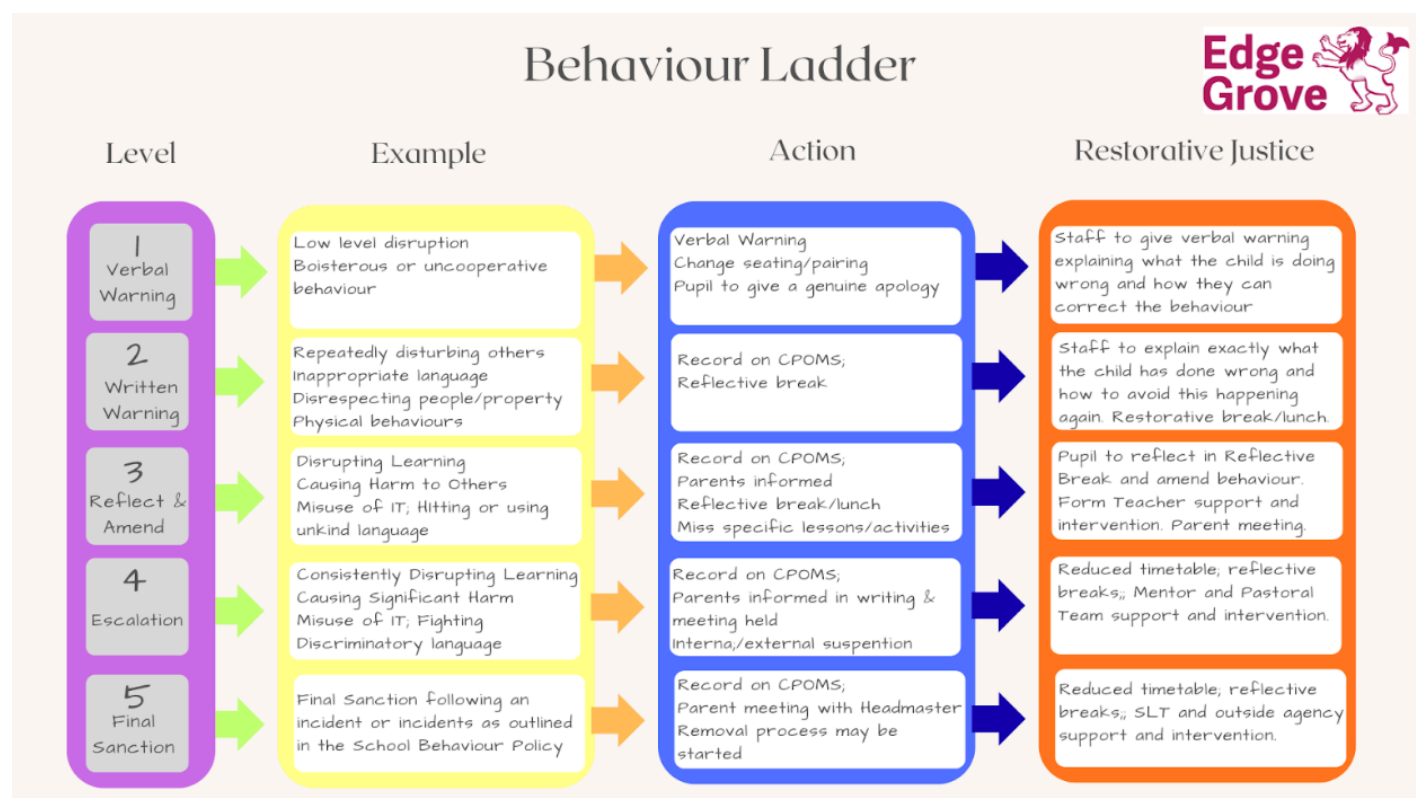 Behaviour Ladder
Edge
Grove
Level
Example
Action
Restorative Justice
1
Verbal
Warning
Low level disruption
Boisterous or uncooperative
behaviour
Verbal Warning
Change seating/pairing
Pupil to give a genuine apology
Staff to give verbal warning
explaining what the child is doing
wrong and how they can
correct the behaviour
2
Written
Warning
Repeatedly disturbing others
Inappropriate language
Disrespecting people/property
Physical behaviours
Record on CPOMS;
Reflective break
Staff to explain exactly what
the child has done wrong and
how to avoid this happening
again. Restorative break/lunch.
3
Reflect &
Amend
Disrupting Learning
Causing Harm to Others
Misuse of IT; Hitting or using
unkind language
Record on CPOMS;
Parents informed
Reflective break/lunch
Miss specific lessons/activities
Pupil to reflect in Reflective
Break and amend behaviour.
Form Teacher support and
intervention. Parent meeting.
4
Escalation
Consistently Disrupting Learning
Causing Significant Harm
Misuse of IT; Fighting
Discriminatory language
Record on CPOMS;
Parents informed in writing &
meeting held
Interna;/external suspention
Reduced timetable; reflective
breaks;; Mentor and Pastoral
Team support and intervention.
5
Final
Sanction
Final Sanction following an
incident or incidents as outlined
in the School Behaviour Policy
Record on CPOMS;
Parent meeting with Headmaster
Removal process may be
started
Reduced timetable; reflective
breaks;; SLT and outside agency
support and intervention.